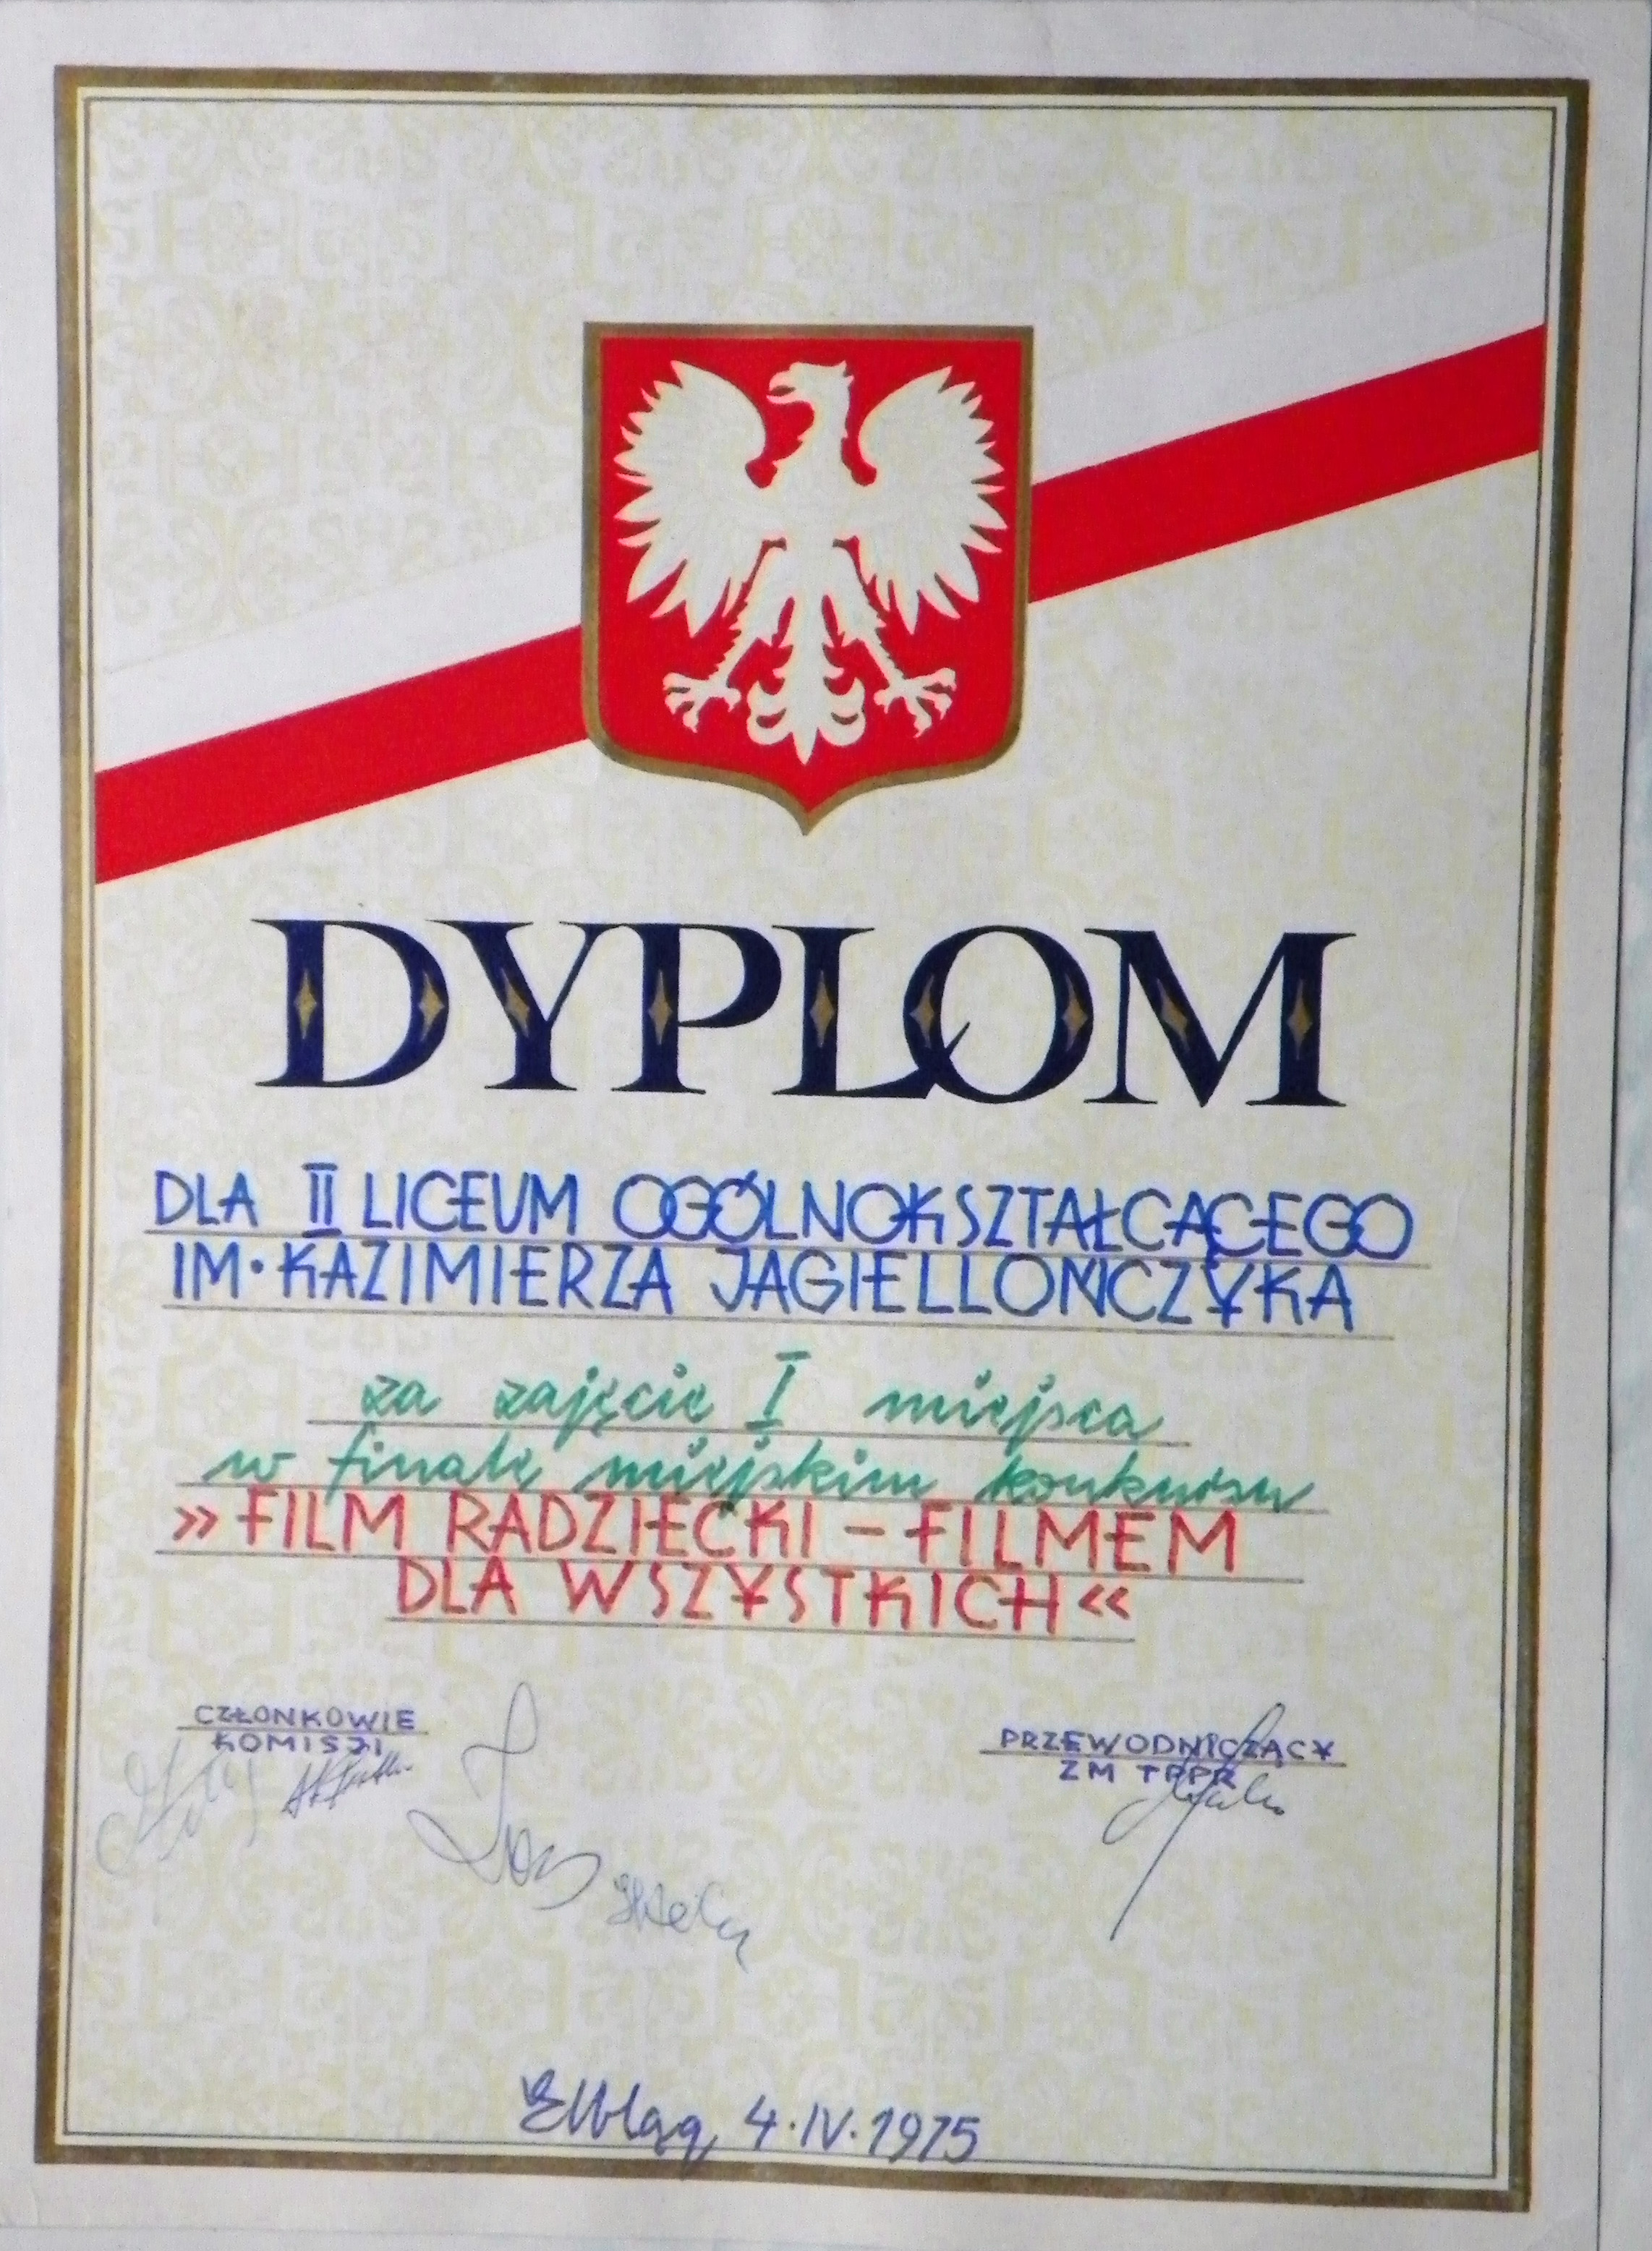 DYPLOM
DLA II LICEUM OGÓLNOKSZTAŁCĄCEGO
IM. KAZIMIERZA JAGIELLOŃCZYKA
za zajęcie I miejsca
w finale miejskim konkursu
»FILM RADZIECKI – FILMEM
DLA WSZYSTKICH«
CZŁONKOWIE
KOMISJI
PRZEWODNICZĄCY
ZM TPPR
Elbląg, 4.IV.1975